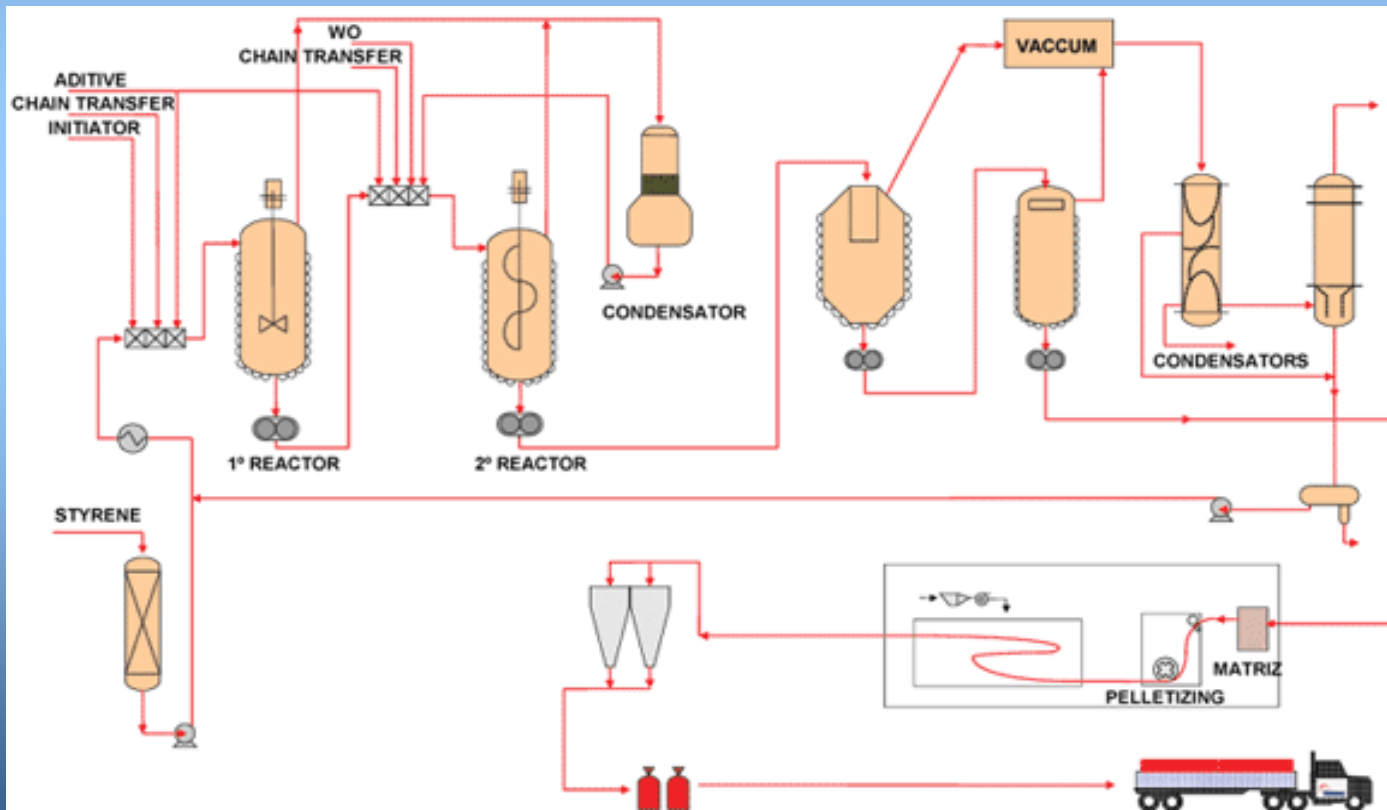 WO
CHAIN TRANSFER
VACCUM
ADITIVE
CHAIN TRANSFER
INITIATOR
CONDENSATOR
CONDENSATORS
1º REACTOR
2º REACTOR
STYRENE
MATRIZ
PELLETIZING